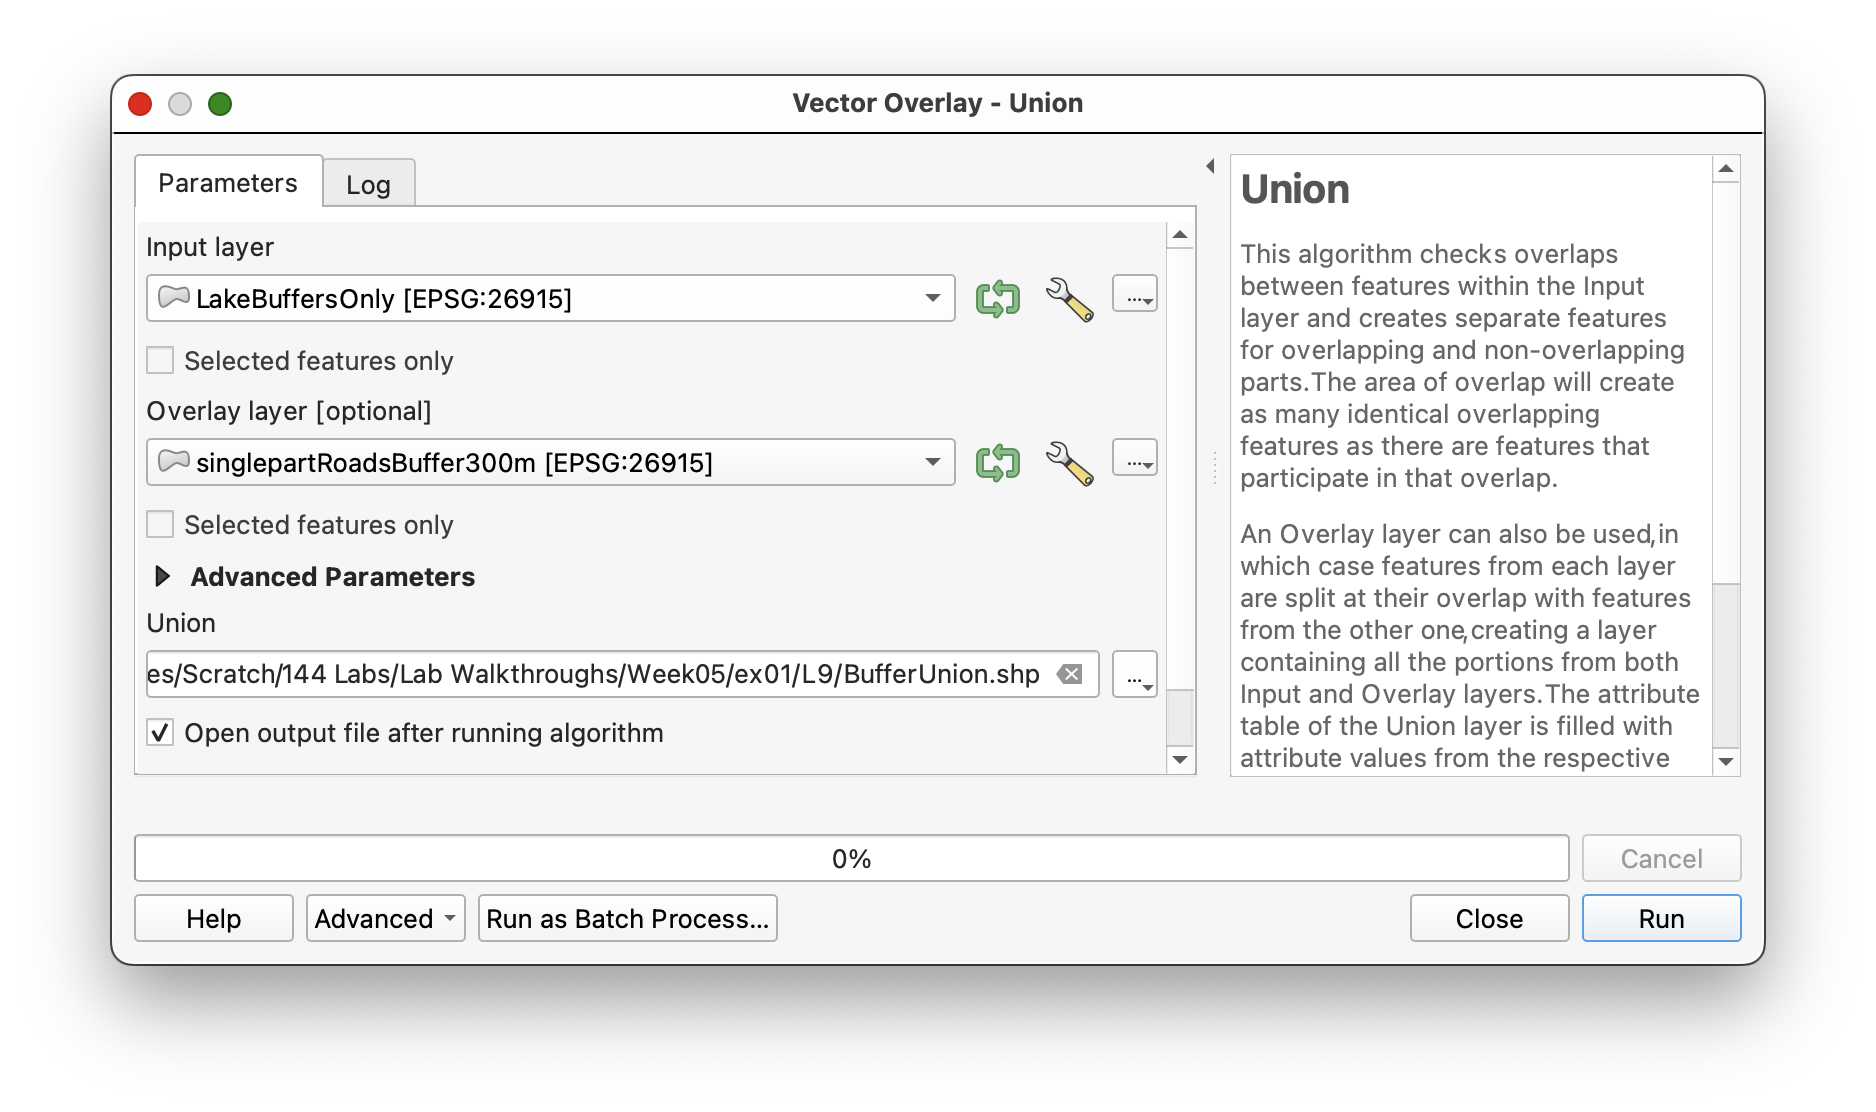 Vector Overlay - Union
Parameters
Log
Input layer
LakeBuffersOnly [EPSG:26915]
...
Selected features only
Overlay layer [optional]
singlepartRoadsBuffer300m [EPSG:26915]
...
Selected features only
Advanced Parameters
Union
es/Scratch/144 Labs/Lab Walkthroughs/Week05/ex01/L9/BufferUnion.shp
...
Open output file after running algorithm
Union
This algorithm checks overlaps
between features within the Input
layer and creates separate features
for overlapping and non-overlapping
parts.The area of overlap will create
as many identical overlapping
features as there are features that
participate in that overlap.
An Overlay layer can also be used,in
which case features from each layer
are split at their overlap with features
from the other one,creating a layer
containing all the portions from both
Input and Overlay layers.The attribute
table of the Union layer is filled with
attribute values from the respective
0%
Cancel
Help
Advanced
Run as Batch Process...
Close
Run